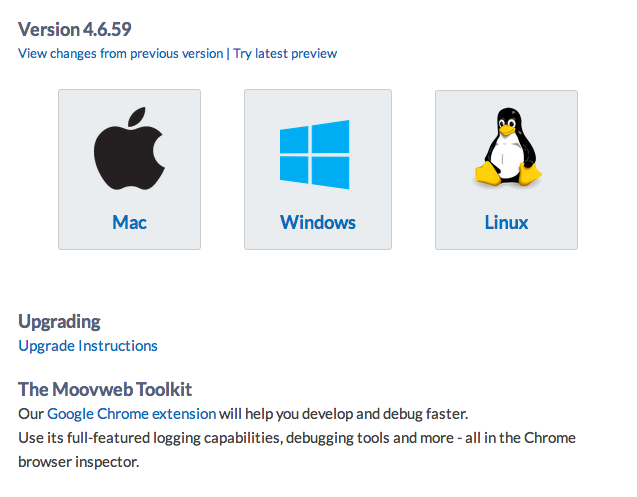 Version 4.6.59
View changes from previous version | Try latest preview
Mac Windows Linux
Upgrading
Upgrade Instructions
The Moovweb Toolkit
Our Google Chrome extension will help you develop and debug faster.
Use its full-featured logging capabilities, debugging tools and more - all in the Chrome
browser inspector.